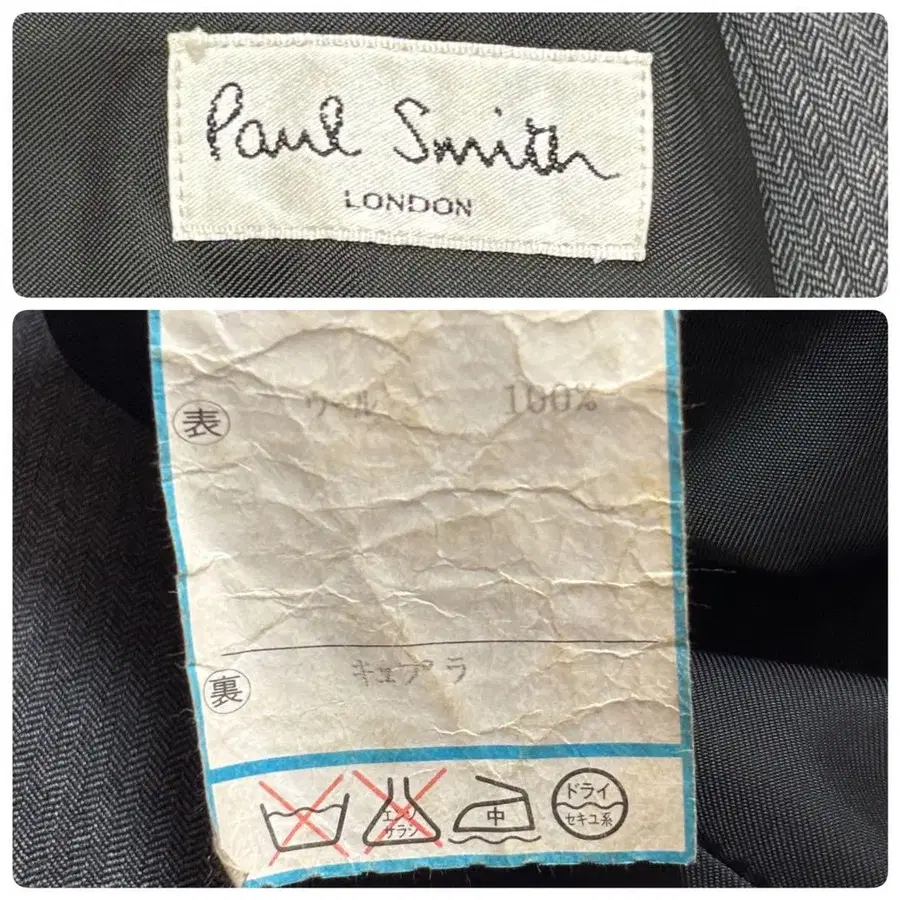 Paul Smith
LONDON
表 ウール 100%
裏 キュプラ
エンソ
サラシ
中
ドライ
セキユ系